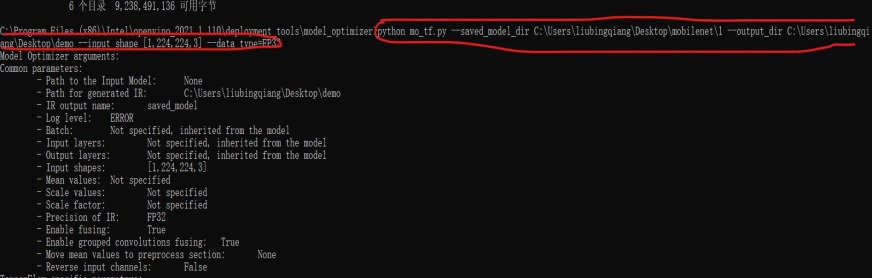 6 个目录  9,238,491,136 可用字节
C:\Program Files (x86)\Intel\openvino_2021.1.110\deployment_tools\model_optimizer>python mo_tf.py --saved_model_dir C:\Users\liubingqiang\Desktop\mobilenet\1 --output_dir C:\Users\liubingqi
ang\Desktop\demo --input_shape [1,224,224,3] --data_type=FP32
Model Optimizer arguments:
Common parameters:
- Path to the Input Model: None
- Path for generated IR: C:\Users\liubingqiang\Desktop\demo
- IR output name: saved_model
- Log level: ERROR
- Batch: Not specified, inherited from the model
- Input layers: Not specified, inherited from the model
- Output layers: Not specified, inherited from the model
- Input shapes: [1,224,224,3]
- Mean values: Not specified
- Scale values: Not specified
- Scale factor: Not specified
- Precision of IR: FP32
- Enable fusing: True
- Enable grouped convolutions fusing: True
- Move mean values to preprocess section: None
- Reverse input channels: False
TensorFlow specific parameters: